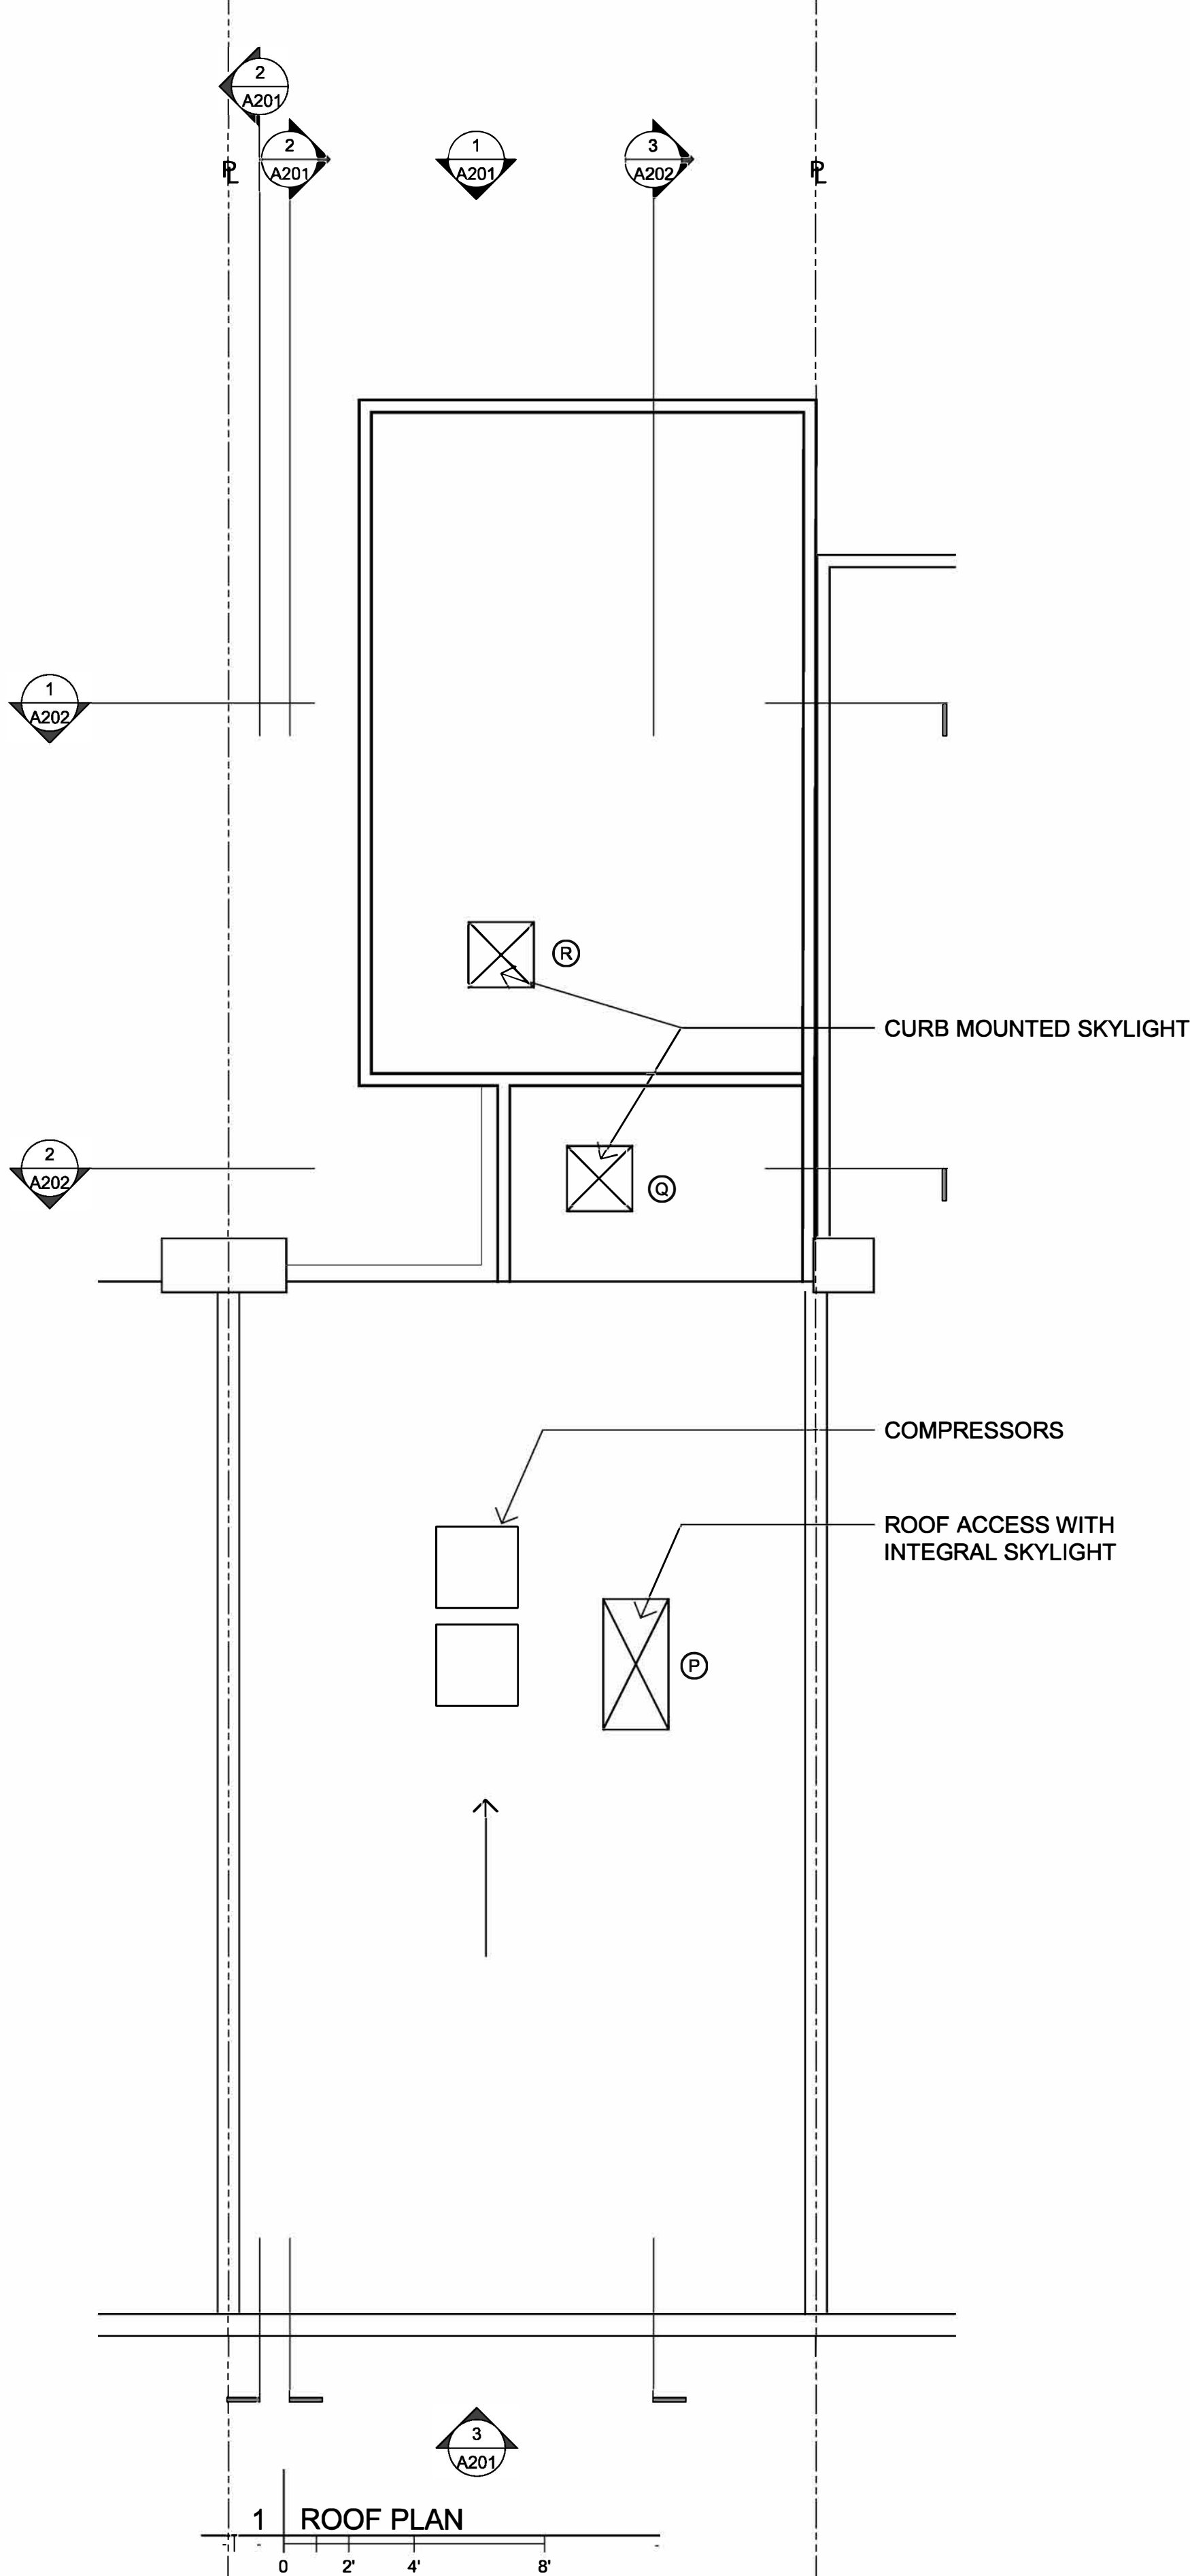 2
A201
2
A201
1
A201
3
A202
PL
PL
1
A202
R
CURB MOUNTED SKYLIGHT
2
A202
Q
COMPRESSORS
ROOF ACCESS WITH
INTEGRAL SKYLIGHT
P
3
A201
1 ROOF PLAN
0 2' 4' 8'